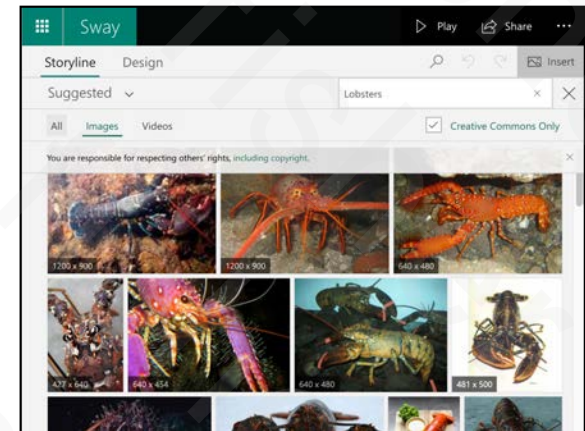 Sway
Play
Share
Storyline
Design
Insert
Suggested
Lobsters
All
Images
Videos
Creative Commons Only
You are responsible for respecting others' rights, including copyright.
1200 x 900
1200 x 900
640 x 480
427 x 640
640 x 454
640 x 480
481 x 500